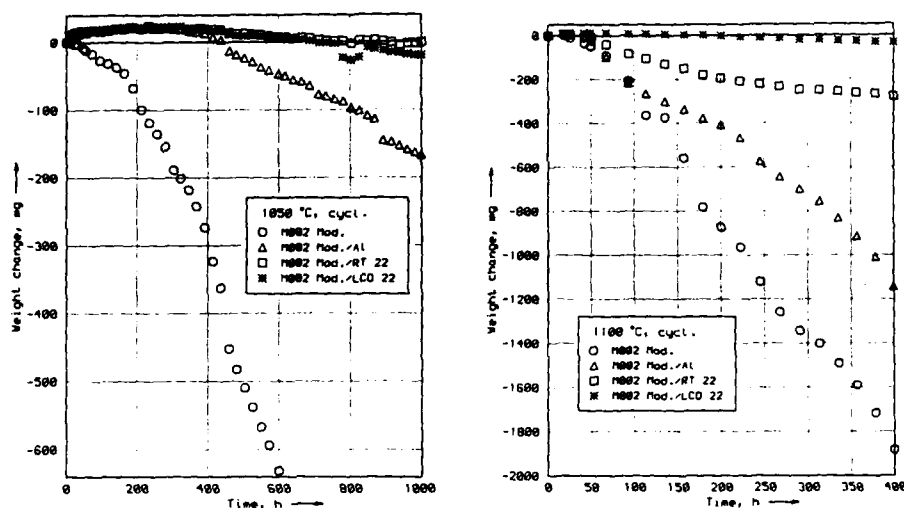 0
-100
-200
-300
-400
-500
-600
Weight change, mg
1050 °C, cycl.
M002 Mod.
M002 Mod./Al
M002 Mod./RT 22
M002 Mod./LCO 22
0 200 400 600 800 1000
Time, h
0
-200
-400
-600
-800
-1000
-1200
-1400
-1600
-1800
-2000
Weight change, mg
1100 °C, cycl.
M002 Mod.
M002 Mod./Al
M002 Mod./RT 22
M002 Mod./LCO 22
0 50 100 150 200 250 300 350 400
Time, h